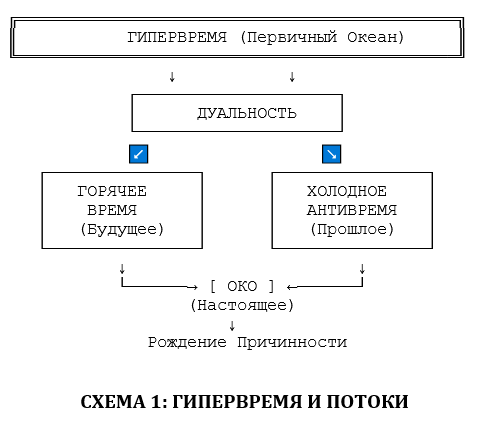 ГИПЕРВРЕМЯ (Первичный Океан)
↓ ↓
ДУАЛЬНОСТЬ
↙ ↘
ГОРЯЧЕЕ ХОЛОДНОЕ
ВРЕМЯ АНТИВРЕМЯ
(Будущее) (Прошлое)
↓ ↓
→ [ ОКО ] ←
(Настоящее)
↓
Рождение Причинности
СХЕМА 1: ГИПЕРВРЕМЯ И ПОТОКИ